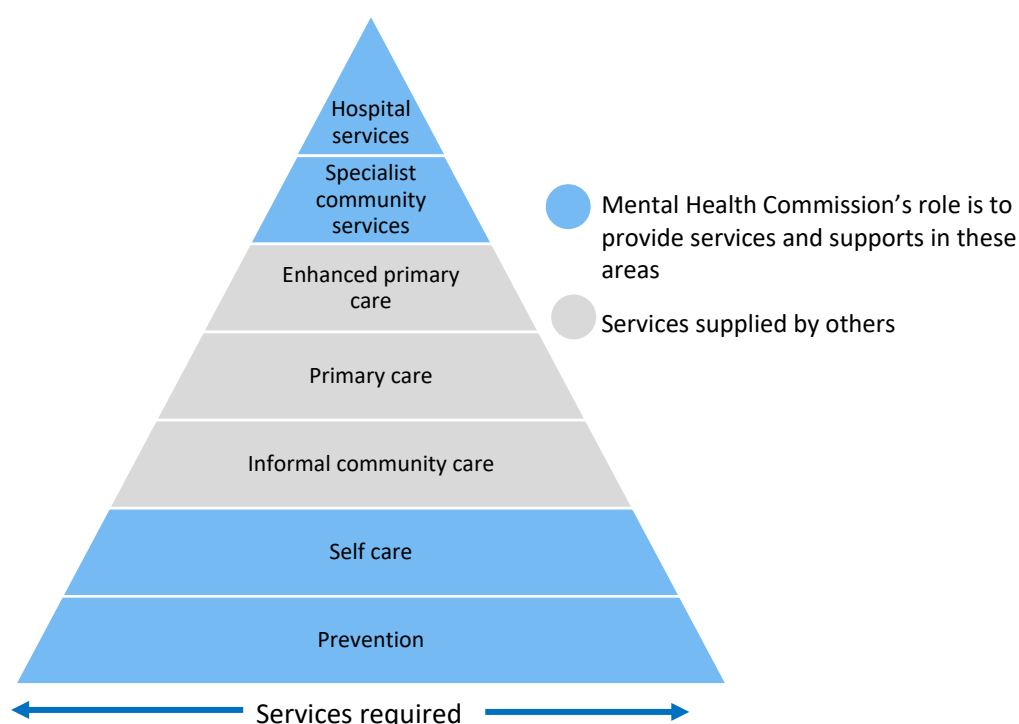 Hospital
services
Specialist
community
services
Enhanced primary
care
Primary care
Informal community care
Self care
Prevention
Mental Health Commission’s role is to
provide services and supports in these
areas
Services supplied by others
Services required